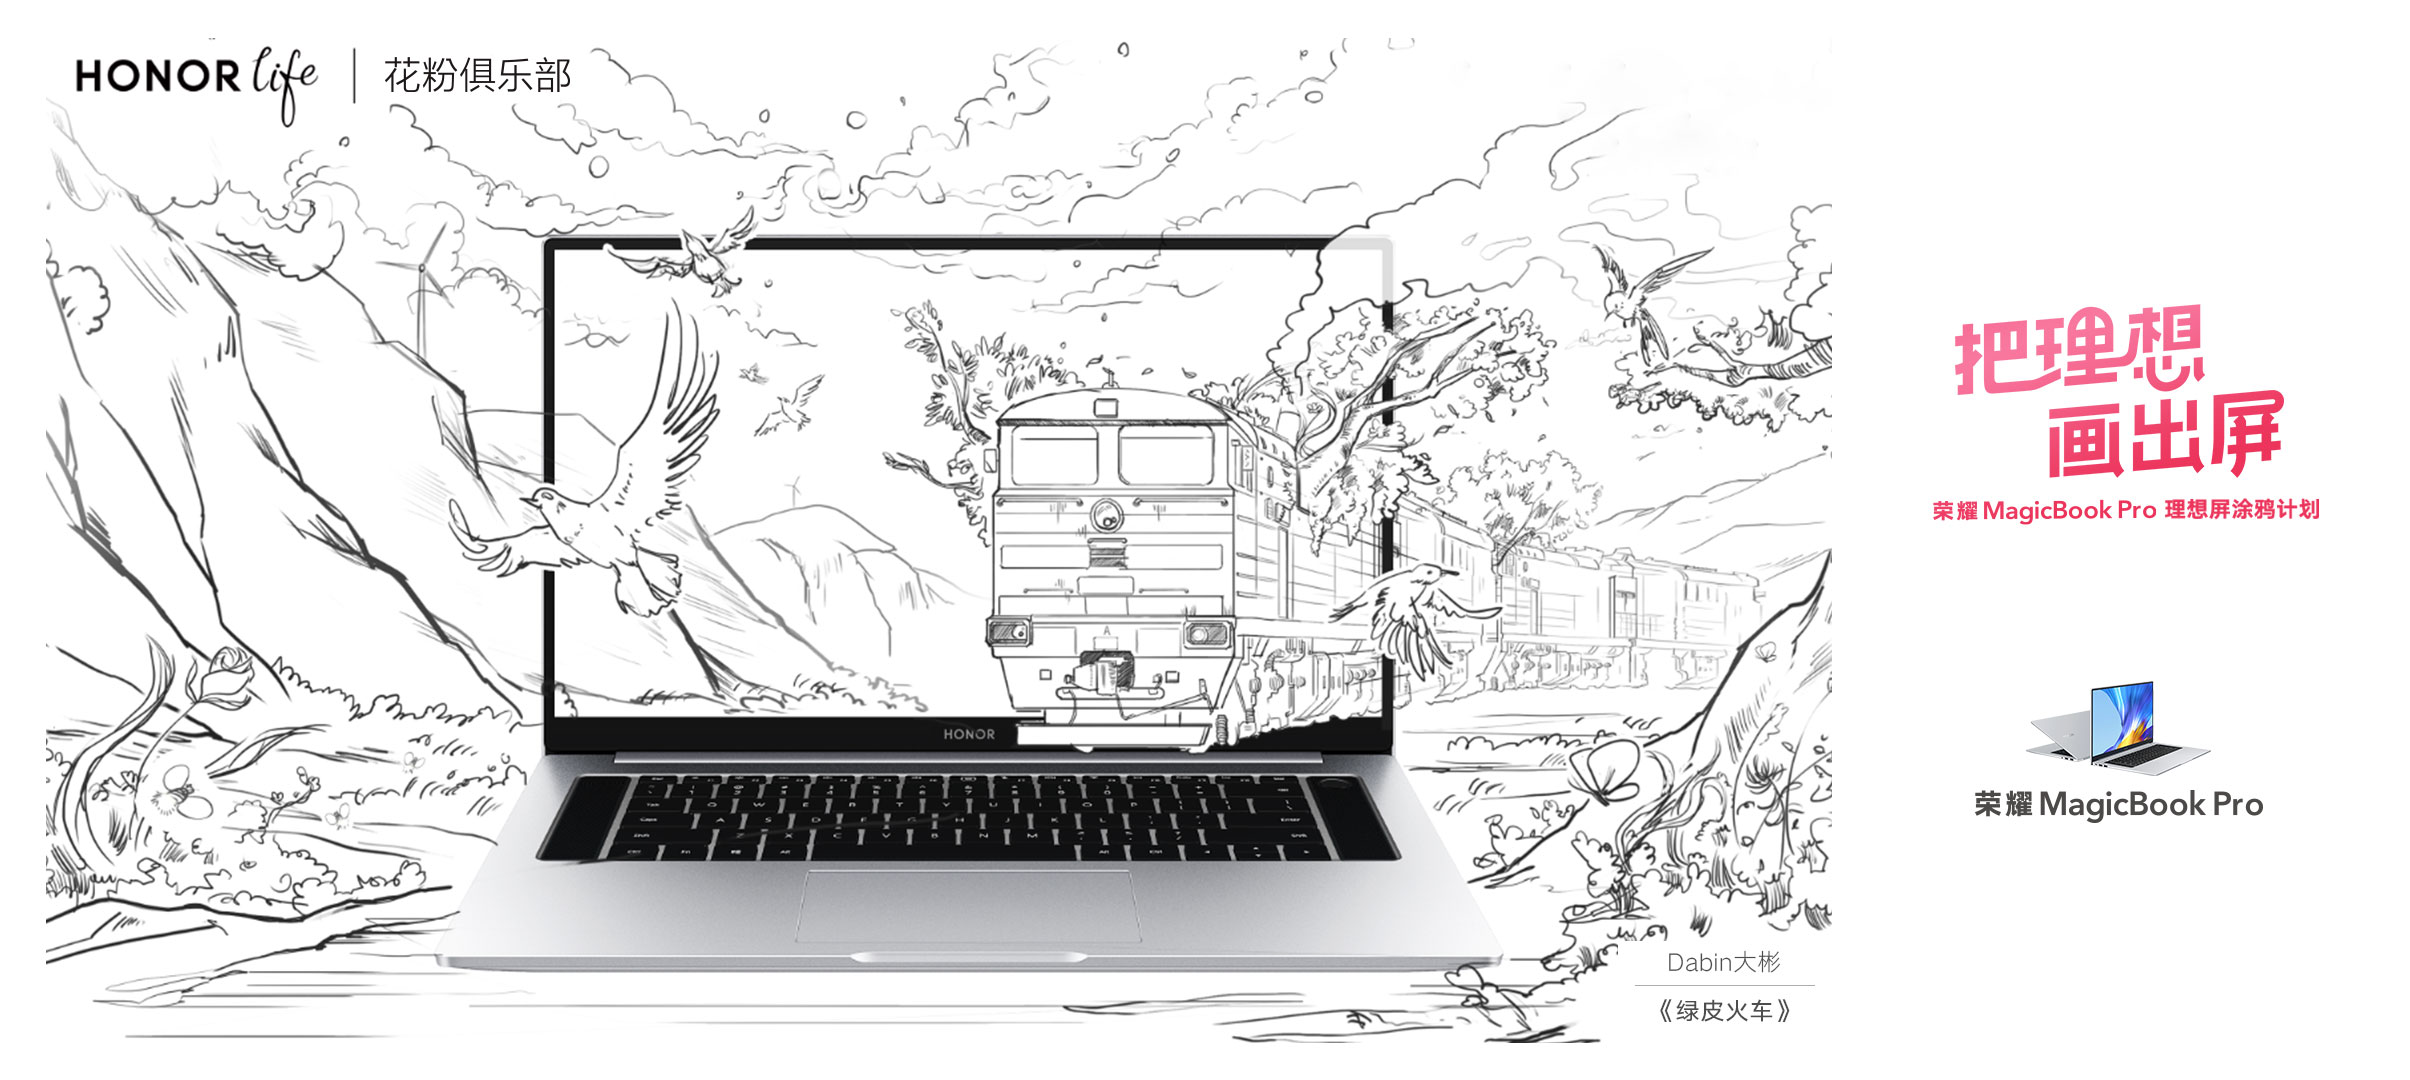 HONOR life | 花粉俱乐部
把理想
画出屏
荣耀 MagicBook Pro 理想屏涂鸦计划
荣耀 MagicBook Pro
HONOR
A
Q W E R T Y U I O P
A S D F G H J K L
Z X C V B N M
Dabin大彬
《绿皮火车》